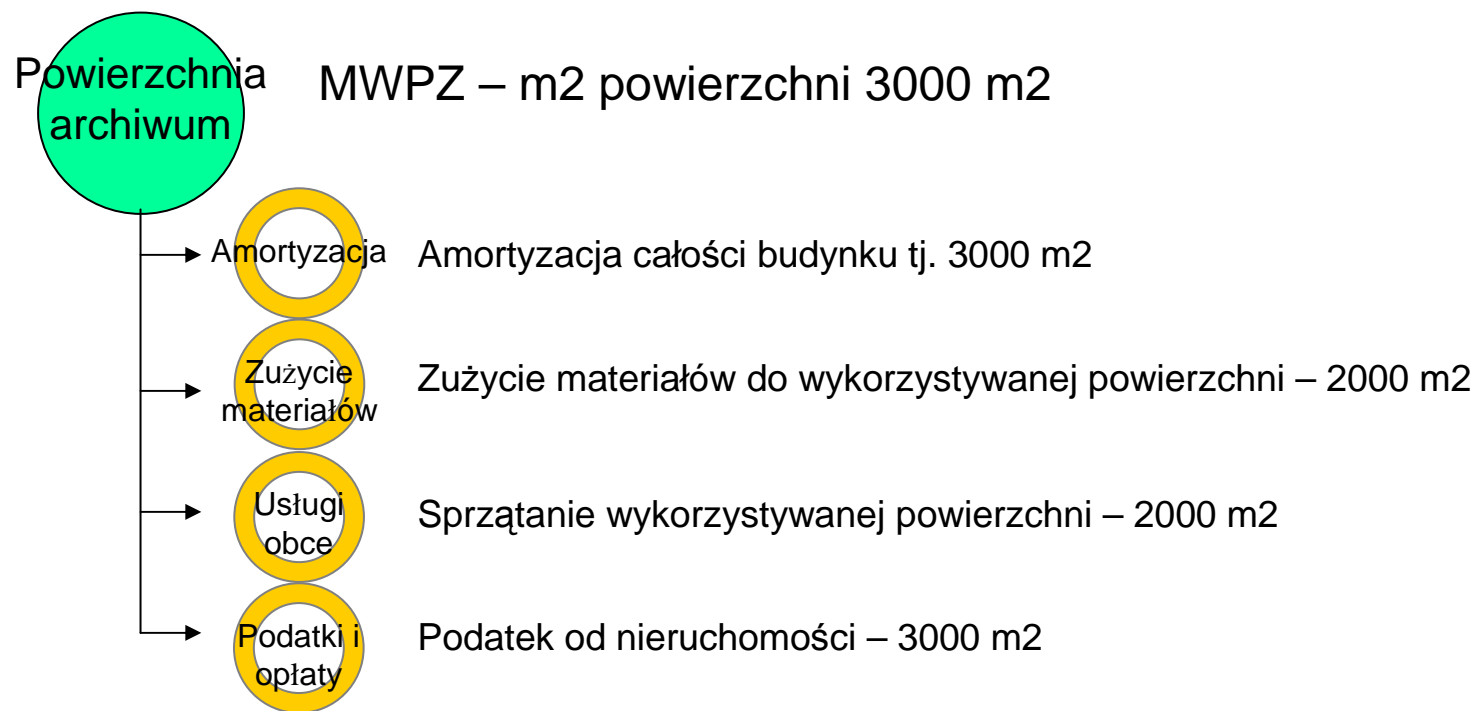 Powierzchnia
archiwum
MWPZ – m2 powierzchni 3000 m2
Amortyzacja
Amortyzacja całości budynku tj. 3000 m2
Zużycie
materiałów
Zużycie materiałów do wykorzystywanej powierzchni – 2000 m2
Usługi
obce
Sprzątanie wykorzystywanej powierzchni – 2000 m2
Podatki i
opłaty
Podatek od nieruchomości – 3000 m2